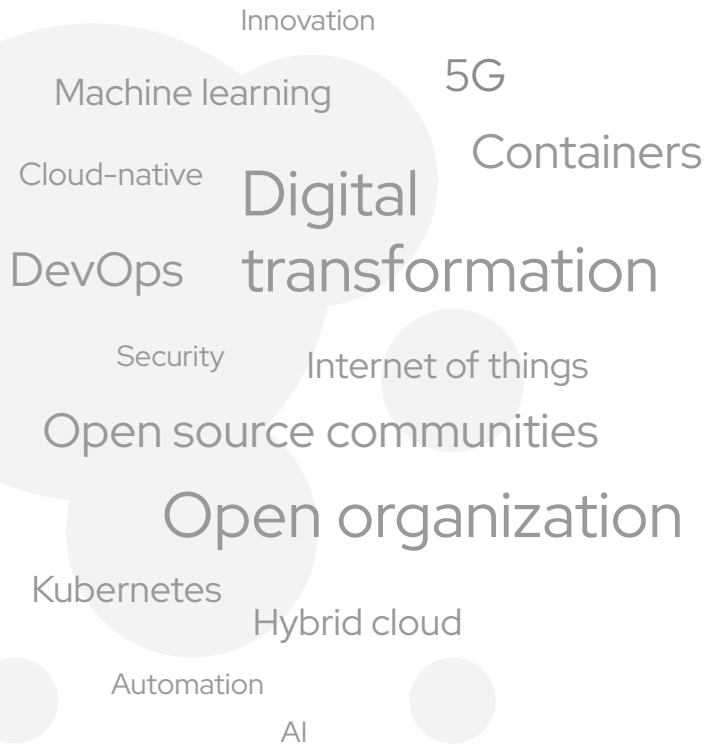 Innovation
5G
Machine learning
Containers
Cloud-native
Digital
transformation
DevOps
Security
Internet of things
Open source communities
Open organization
Kubernetes
Hybrid cloud
Automation
AI